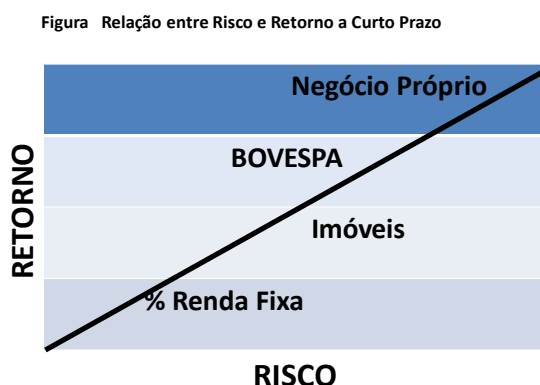 Figura Relação entre Risco e Retorno a Curto Prazo
Negócio Próprio
BOVESPA
Imóveis
% Renda Fixa
RETORNO
RISCO